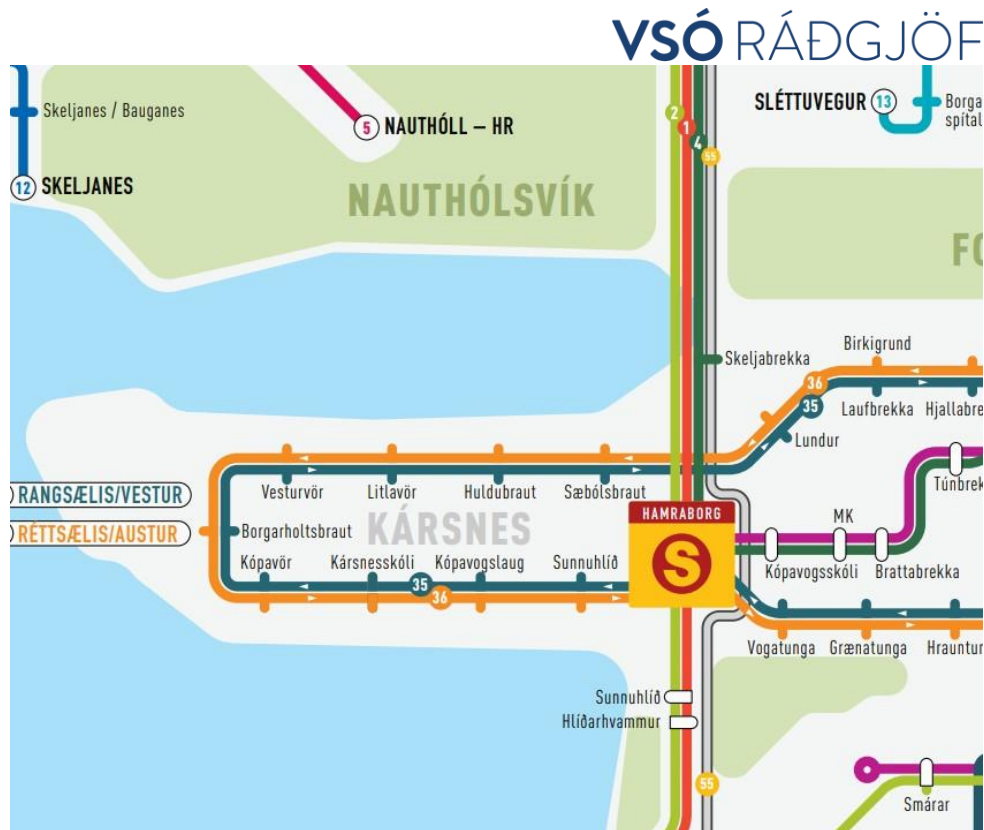 VSÓ RÁÐGJÖF
Skeljanes / Bauganes
5 NAUTHÓLL – HR
12 SKELJANES
NAUTHÓLSVÍK
2
1
4
55
SLÉTTUVEGUR 13
Skeljabrekka
Birkigrund
36
35
Laufbrekka
Lundur
RANGSÆLIS/VESTUR
RÉTTSÆLIS/AUSTUR
Vesturvör
Litlavör
Huldubraut
Sæbólsbraut
Borgarholtsbraut
KÁRSNES
Kópavör
Kársnesskóli
Kópavogslaug
Sunnuhlíð
35
36
HAMRABORG
S
MK
Kópavogsskóli
Brattabrekka
Vogatunga
Grænatunga
Sunnuhlíð
Hlíðarhvammur
55
Smárar